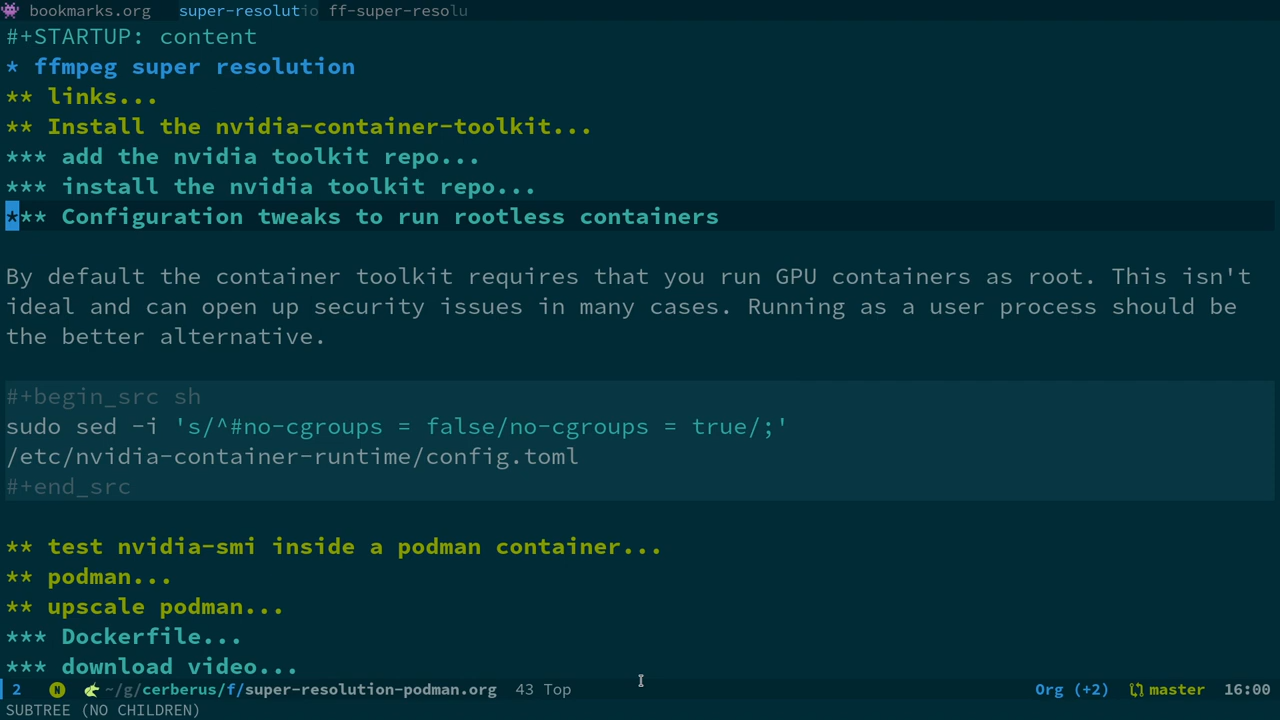 bookmarks.org super-resolutio ff-super-resolu
#+STARTUP: content
* ffmpeg super resolution
** links...
** Install the nvidia-container-toolkit...
*** add the nvidia toolkit repo...
*** install the nvidia toolkit repo...
*** Configuration tweaks to run rootless containers
By default the container toolkit requires that you run GPU containers as root. This isn't
ideal and can open up security issues in many cases. Running as a user process should be
the better alternative.
#+begin_src sh
sudo sed -i 's/^#no-cgroups = false/no-cgroups = true/;'
/etc/nvidia-container-runtime/config.toml
#+end_src
** test nvidia-smi inside a podman container...
** podman...
** upscale podman...
*** Dockerfile...
*** download video...
2 N ~/g/cerberus/f/super-resolution-podman.org 43 Top Org (+2) master 16:00
SUBTREE (NO CHILDREN)